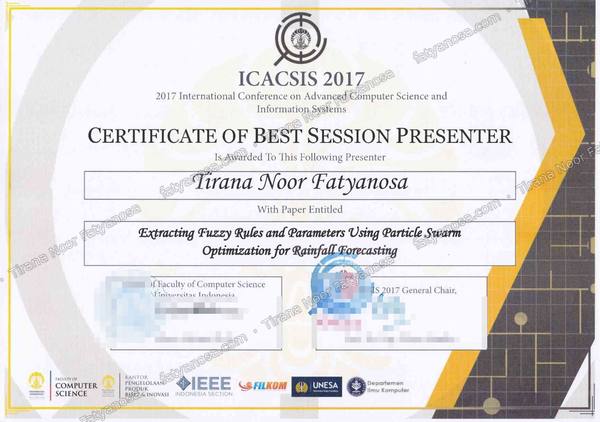 ICACSIS 2017
2017 International Conference on Advanced Computer Science and
Information Systems
CERTIFICATE OF BEST SESSION PRESENTER
Is Awarded To This Following Presenter
Tirana Noor Fatyanosa
With Paper Entitled
Extracting Fuzzy Rules and Parameters Using Particle Swarm
Optimization for Rainfall Forecasting
of Faculty of Computer Science
Universitas Indonesia,
IS 2017 General Chair,
FACULTY OF
COMPUTER
SCIENCE
KANTOR
PENGELOLAAN
PRODUK
RISET & INOVASI
IEEE
INDONESIA SECTION
FILKOM
UNESA
Departemen
Ilmu Komputer
Tirana Noor Fatyanosa
fatyanosa.com